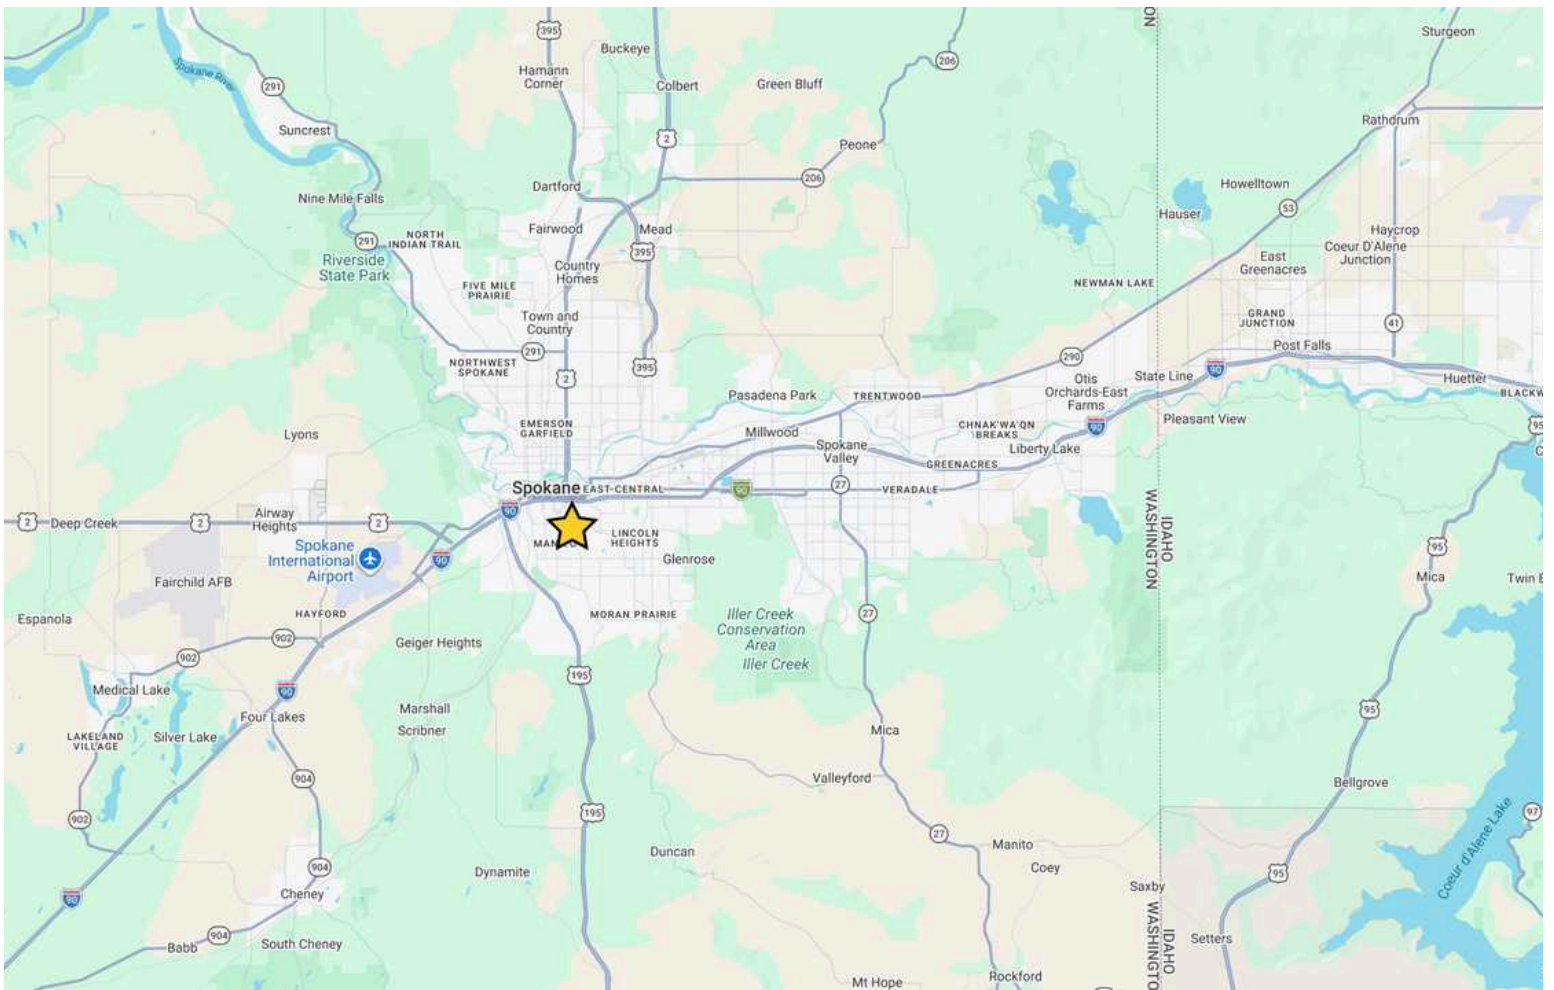 ON
395
Buckeye
Sturgeon
206
Spokane River
Hamann
Corner
291
Colbert
Green Bluff
Suncrest
2
Rathdrum
Peone
206
Dartford
Howelltown
Nine Mile Falls
53
Hauser
Fairwood
Mead
Haycrop
291
NORTH
INDIAN TRAIL
395
Coeur D'Alene
Junction
Riverside
State Park
Country
Homes
East
Greenacres
NEWMAN LAKE
FIVE MILE
PRAIRIE
Town and
Country
GRAND
JUNCTION
41
291
290
Post Falls
NORTHWEST
SPOKANE
395
90
2
State Line
Huetter
Otis
Orchards-East
Farms
Pasadena Park
TRENTWOOD
BLACKW
Pleasant View
90
95
EMERSON
GARFIELD
Millwood
CHNAK'WA'QN
BREAKS
Lyons
Spokane
Valley
Liberty Lake
C
GREENACRES
Spokane
EAST-CENTRAL
90
27
VERADALE
90
IDAHO
WASHINGTON
2
Deep Creek
2
Airway
Heights
2
MAN
LINCOLN
HEIGHTS
95
Spokane
International
Airport
90
Glenrose
Fairchild AFB
Mica
Twin B
HAYFORD
MORAN PRAIRIE
27
Iller Creek
Conservation
Area
Espanola
902
Geiger Heights
902
Iller Creek
195
Medical Lake
90
Marshall
95
Four Lakes
Scribner
Mica
LAKELAND
VILLAGE
Silver Lake
904
Valleyford
Bellgrove
902
195
97
27
Manito
Coeur d'Alene Lake
Duncan
904
Dynamite
Coey
95
Cheney
Saxby
90
904
Babb
South Cheney
IDAHO
WASHINGTO
Setters
Mt Hope
Rockford